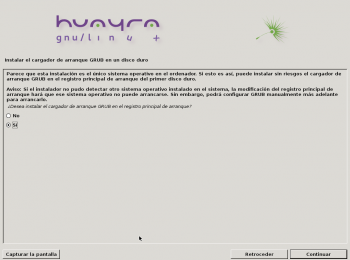 huayra
gnu/linux
Instalar el cargador de arranque GRUB en un disco duro
Parece que esta instalación es el único sistema operativo en el ordenador. Si esto es así, puede instalar sin riesgos el cargador de
arranque GRUB en el registro principal de arranque del primer disco duro.
Aviso: Si el instalador no pudo detectar otro sistema operativo instalado en el sistema, la modificación del registro principal de
arranque hará que ese sistema operativo no puede arrancarse. Sin embargo, podrá configurar GRUB manualmente más adelante
para arrancarlo.
¿Desea instalar el cargador de arranque GRUB en el registro principal de arranque?
No
Sí
Capturar la pantalla
Retroceder
Continuar